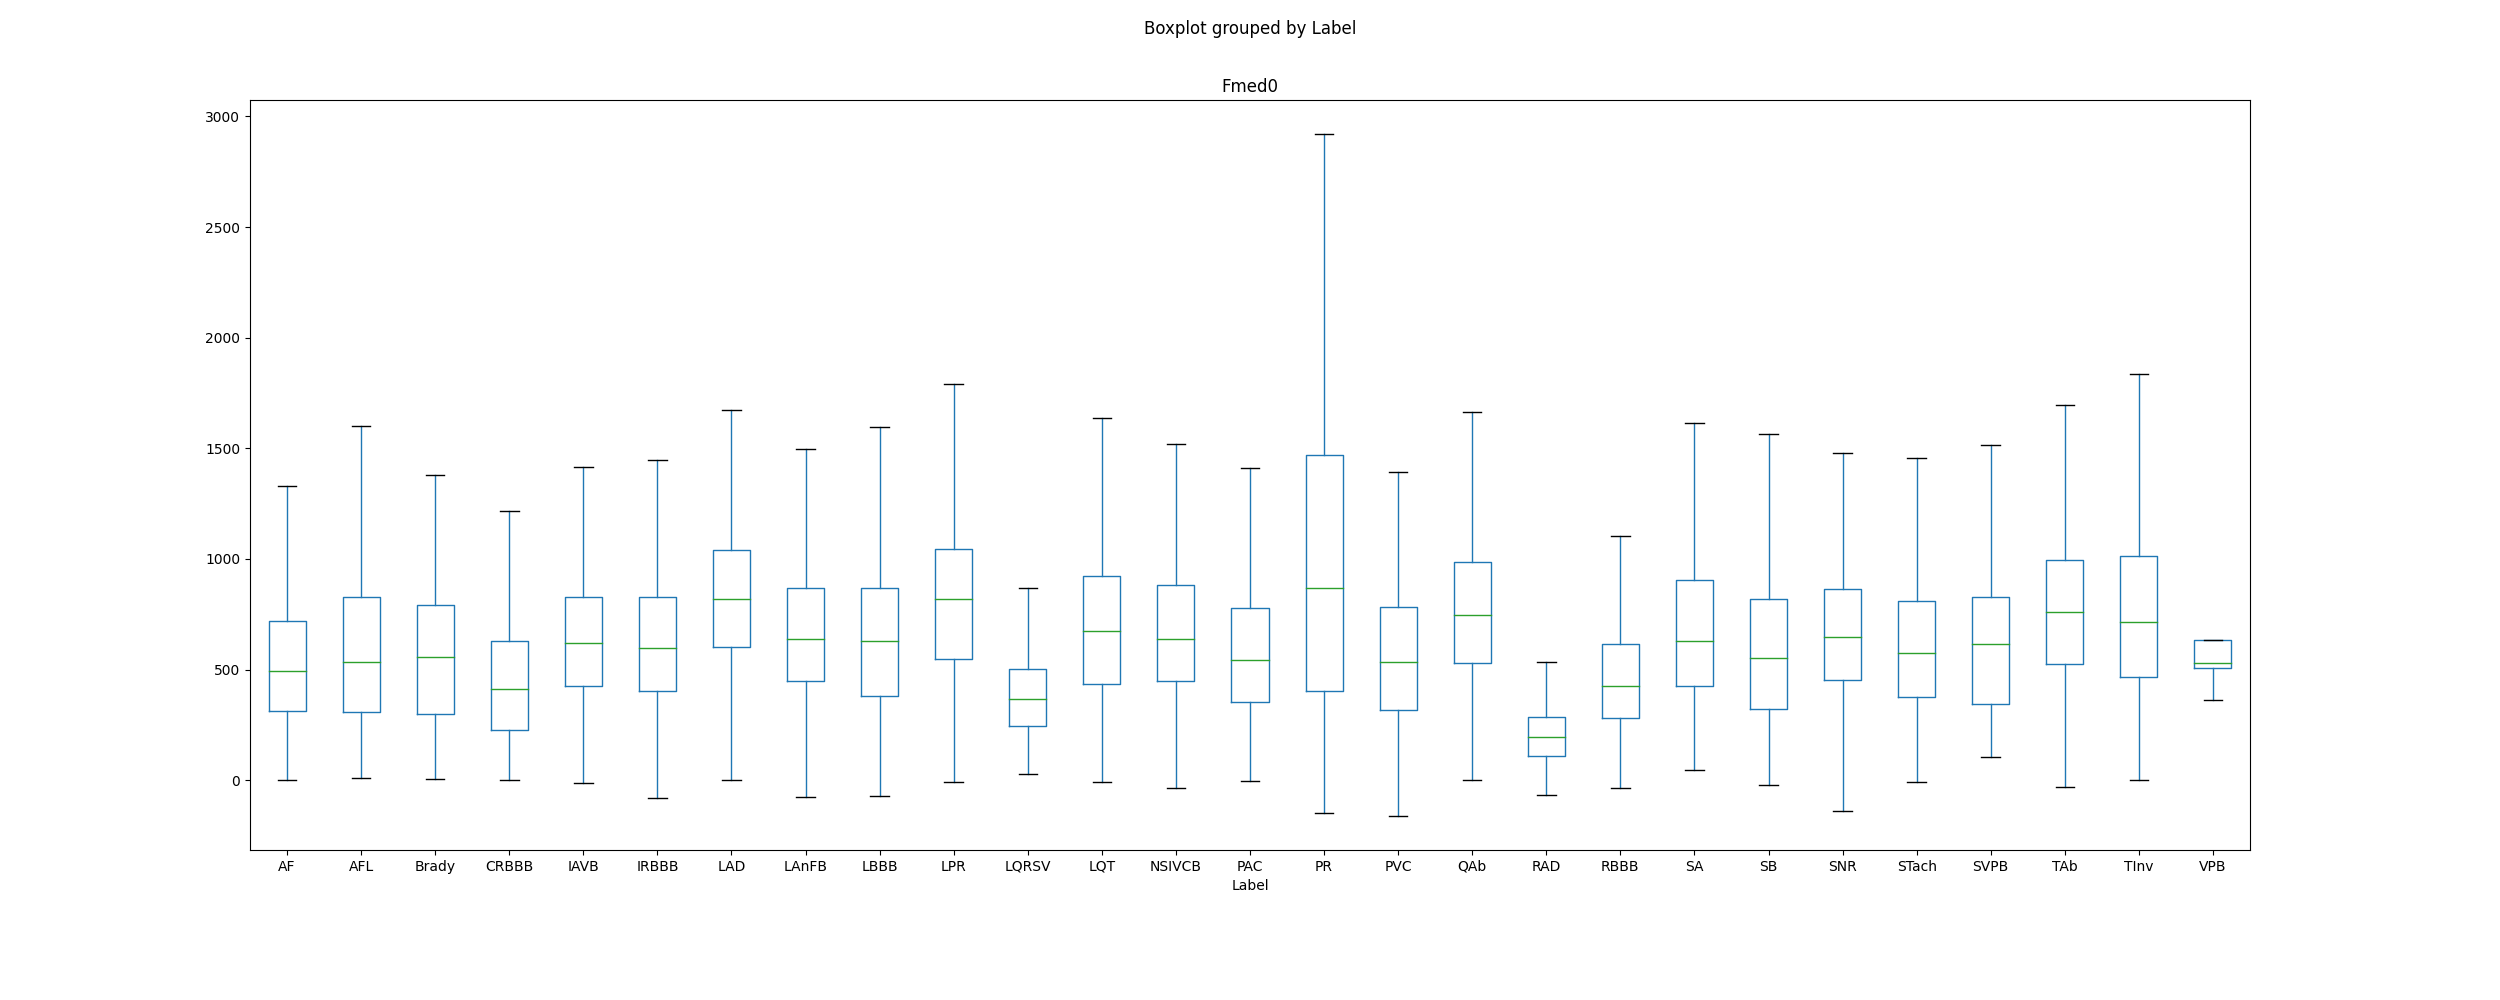 Boxplot grouped by Label
Fmed0
3000
2500
2000
1500
1000
500
0
AF AFL Brady CRBBB IAVB IRBBB LAD LAnFB LBBB LPR LQRSV LQT NSIVCB PAC PR PVC QAb RAD RBBB SA SB SNR STach SVPB TAb TInv VPB
Label